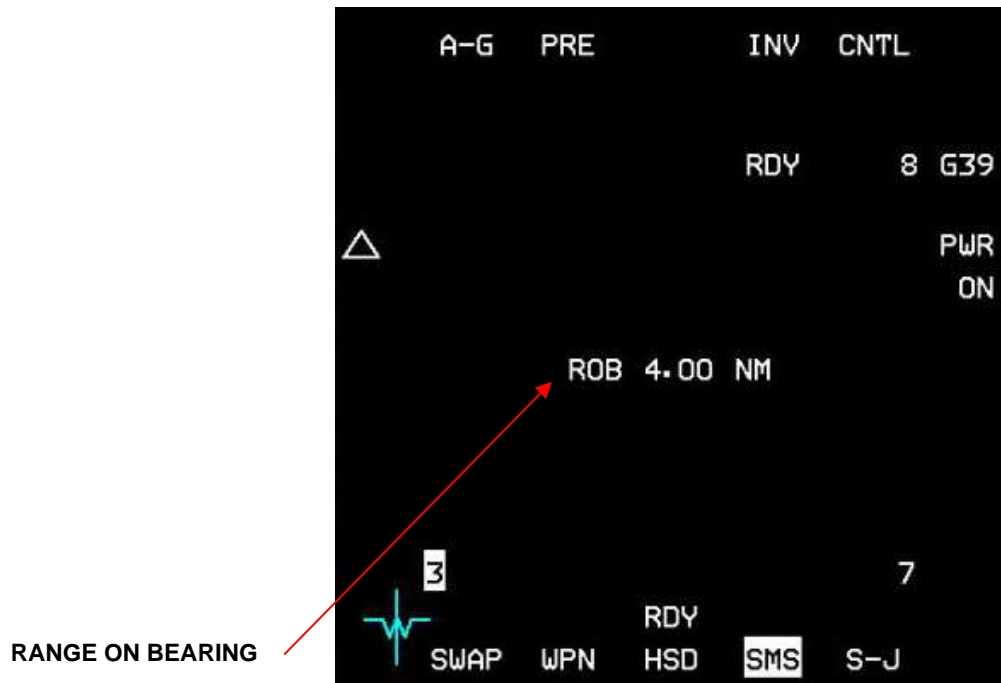 A-G PRE INV CNTL
RDY 8 G39
PWR
ON
ROB 4.00 NM
3 7
RDY
RANGE ON BEARING
SWAP WPN HSD SMS S-J